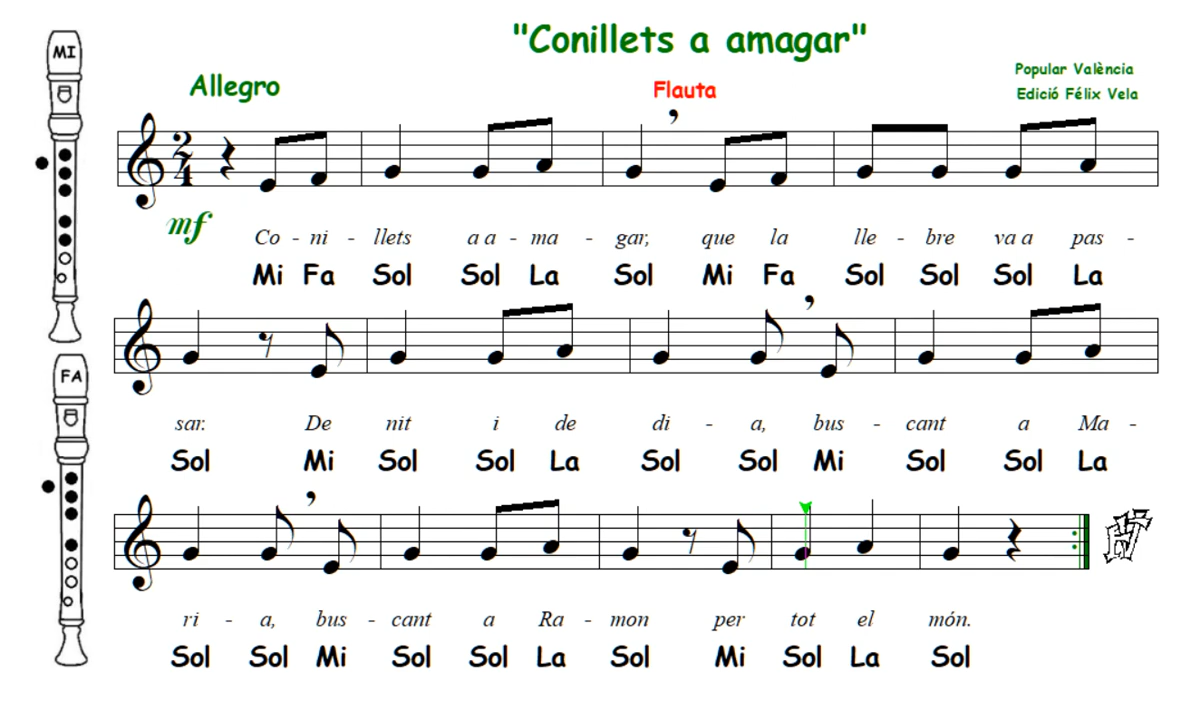 "Conillets a amagar"
MI
Allegro
Flauta
Popular València
Edició Félix Vela
2
4
mf
Co - ni - llets a a - ma - gar, que la lle - bre va a pas -
Mi Fa Sol Sol La Sol Mi Fa Sol Sol Sol La
FA
sar. De nit i de di - a, bus - cant a Ma -
Sol Mi Sol Sol La Sol Sol Mi Sol Sol La
ri - a, bus - cant a Ra - mon per tot el món.
Sol Sol Mi Sol Sol La Sol Mi Sol La Sol